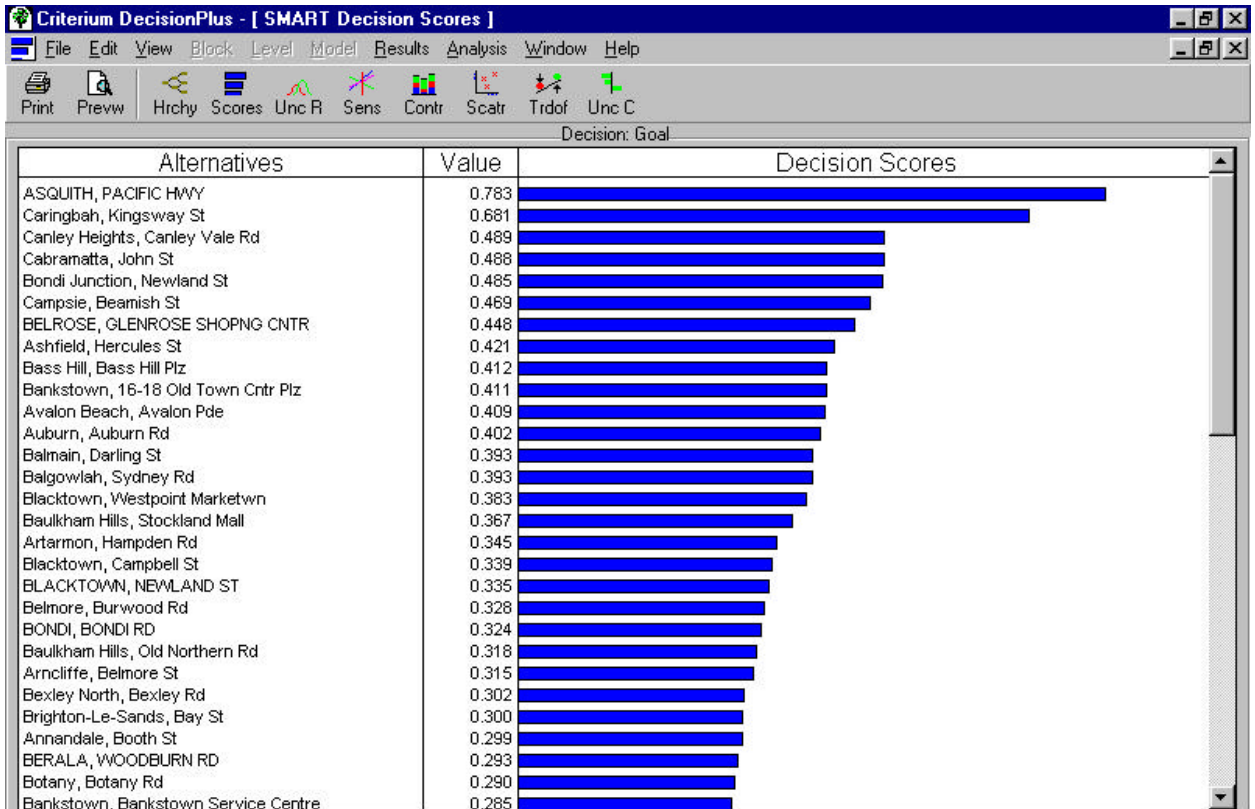 Criterium DecisionPlus - [ SMART Decision Scores ]
File Edit View Block Level Model Results Analysis Window Help
Print Prevw Hrchy Scores Unc R Sens Contr Scatr Trdof Unc C
Decision: Goal
Alternatives Value Decision Scores
ASQUITH, PACIFIC HWY 0.783
Caringbah, Kingsway St 0.681
Canley Heights, Canley Vale Rd 0.489
Cabramatta, John St 0.488
Bondi Junction, Newland St 0.485
Campsie, Beamish St 0.469
BELROSE, GLENROSE SHOPNG CNTR 0.448
Ashfield, Hercules St 0.421
Bass Hill, Bass Hill Plz 0.412
Bankstown, 16-18 Old Town Cntr Plz 0.411
Avalon Beach, Avalon Pde 0.409
Auburn, Auburn Rd 0.402
Balmain, Darling St 0.393
Balgowlah, Sydney Rd 0.393
Blacktown, Westpoint Marketwn 0.383
Baulkham Hills, Stockland Mall 0.367
Artarmon, Hampden Rd 0.345
Blacktown, Campbell St 0.339
BLACKTOWN, NEWLAND ST 0.335
Belmore, Burwood Rd 0.328
BONDI, BONDI RD 0.324
Baulkham Hills, Old Northern Rd 0.318
Arncliffe, Belmore St 0.315
Bexley North, Bexley Rd 0.302
Brighton-Le-Sands, Bay St 0.300
Annandale, Booth St 0.299
BERALA, WOODBURN RD 0.293
Botany, Botany Rd 0.290
Bankstown, Bankstown Service Centre 0.285